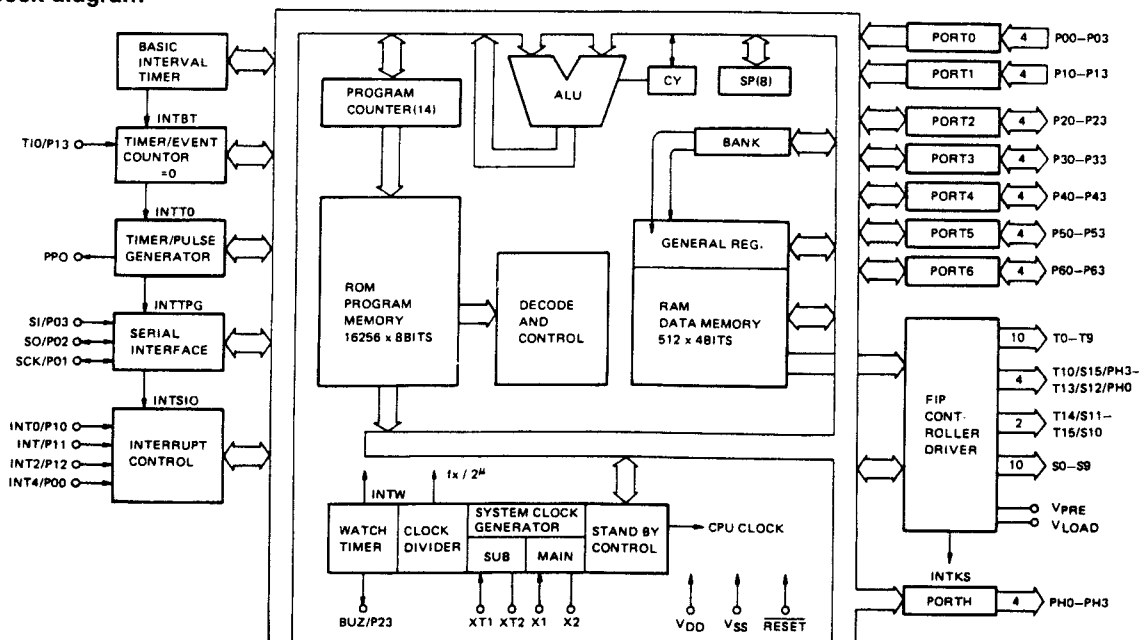 BASIC
INTERVAL
TIMER
INTBT
TI0/P13
TIMER/EVENT
COUNTOR
=0
INTT0
PPO
TIMER/PULSE
GENERATOR
INTTPG
SI/P03
SO/P02
SCK/P01
SERIAL
INTERFACE
INTSIO
INT0/P10
INT/P11
INT2/P12
INT4/P00
INTERRUPT
CONTROL
PROGRAM
COUNTER(14)
ALU
CY
SP(8)
BANK
ROM
PROGRAM
MEMORY
16256 x 8BITS
DECODE
AND
CONTROL
GENERAL REG.
RAM
DATA MEMORY
512 x 4BITS
INTW
fx / 2ᴹ
WATCH
TIMER
CLOCK
DIVIDER
SYSTEM CLOCK
GENERATOR
SUB
MAIN
STAND BY
CONTROL
CPU CLOCK
BUZ/P23
XT1
XT2
X1
X2
VDD
VSS
RESET
PORT0 4 P00–P03
PORT1 4 P10–P13
PORT2 4 P20–P23
PORT3 4 P30–P33
PORT4 4 P40–P43
PORT5 4 P50–P53
PORT6 4 P60–P63
FIP
CONT-
ROLLER
DRIVER
10 T0–T9
4 T10/S15/PH3–
T13/S12/PH0
2 T14/S11–
T15/S10
10 S0–S9
VPRE
VLOAD
INTKS
PORTH 4 PH0–PH3